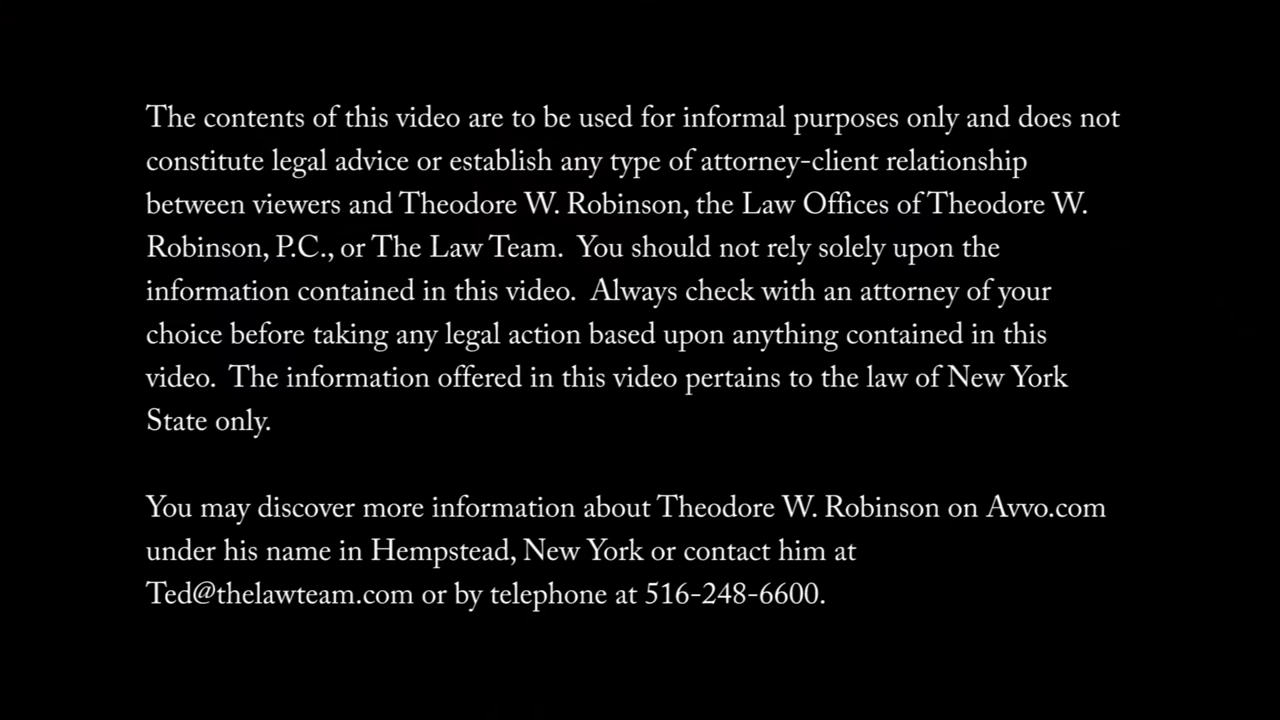 The contents of this video are to be used for informal purposes only and does not
constitute legal advice or establish any type of attorney-client relationship
between viewers and Theodore W. Robinson, the Law Offices of Theodore W.
Robinson, P.C., or The Law Team.  You should not rely solely upon the
information contained in this video.  Always check with an attorney of your
choice before taking any legal action based upon anything contained in this
video.  The information offered in this video pertains to the law of New York
State only.
You may discover more information about Theodore W. Robinson on Avvo.com
under his name in Hempstead, New York or contact him at
Ted@thelawteam.com or by telephone at 516-248-6600.